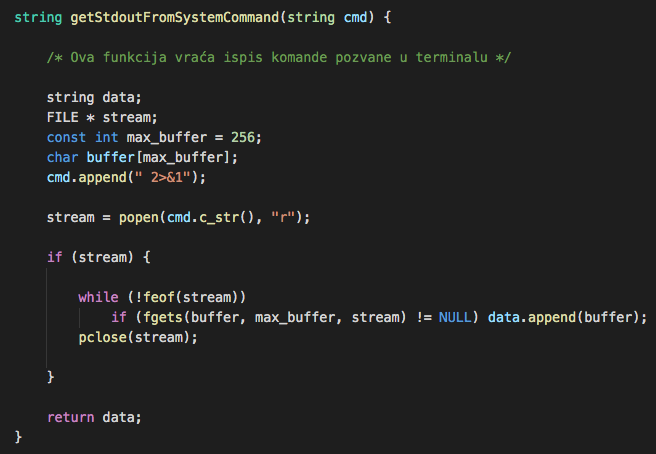 string getStdoutFromSystemCommand(string cmd) {
/* Ova funkcija vraća ispis komande pozvane u terminalu */
string data;
FILE * stream;
const int max_buffer = 256;
char buffer[max_buffer];
cmd.append(" 2>&1");
stream = popen(cmd.c_str(), "r");
if (stream) {
while (!feof(stream))
if (fgets(buffer, max_buffer, stream) != NULL) data.append(buffer);
pclose(stream);
}
return data;
}